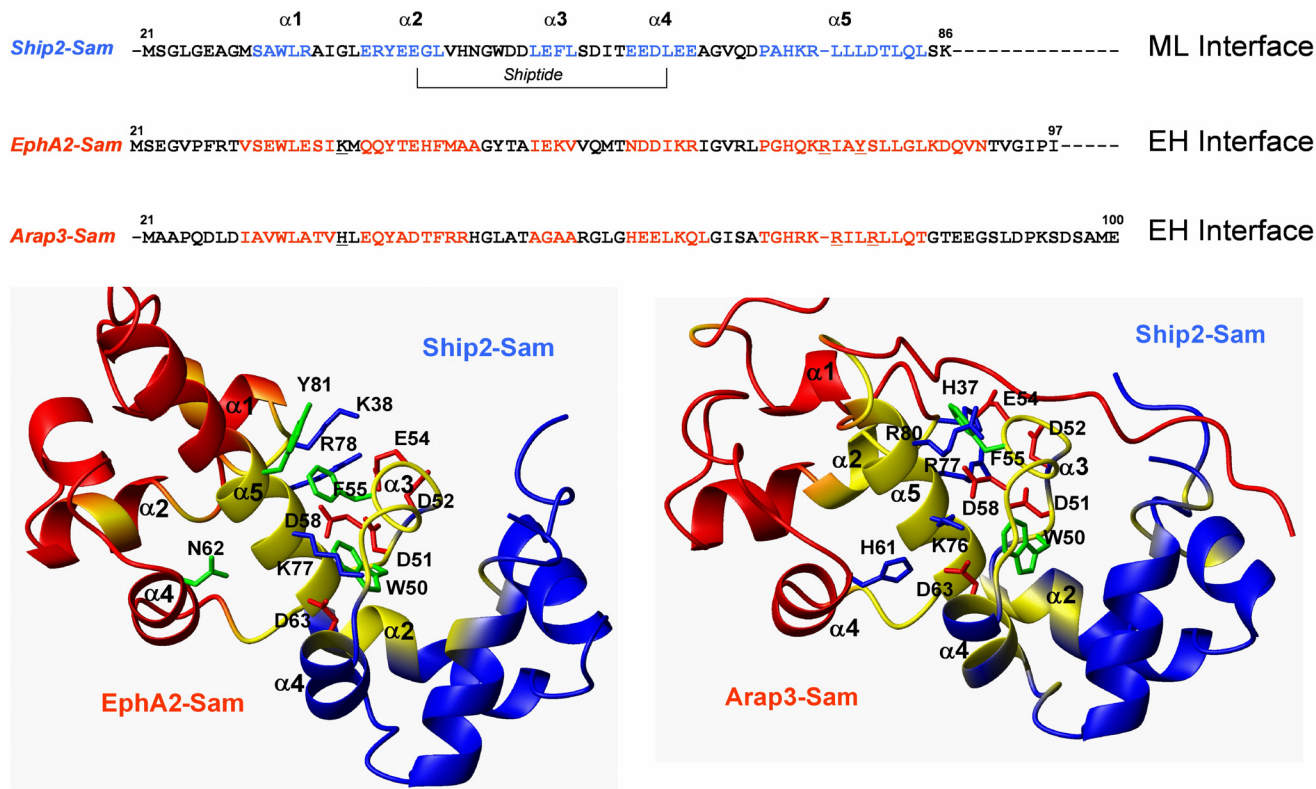 α1 α2 α3 α4 α5
21 86
Ship2-Sam –MSGLGEAGMSAWLRAIGLERYEEGLVHNGWDDLEFLSDITEEDLEEAGVQDPAHKR-LLLDTLQLSK–––––––––––––– ML Interface
Shiptide
21 97
EphA2-Sam MSEGVPFRTVSEWLESIKMQQYTEHFMAAGYTAIEKVVQMTNDDIKRIGVRLPGHQKRIAYSLLGLKDQVNTVGIPI––––– EH Interface
21 100
Arap3-Sam –MAAPQDLDIAVWLATVHLEQYADTFRRHGLATAGAARGLGHEELKQLGISATGHRK-RILRLLQTGTEEGSLDPKSDSAME EH Interface
Ship2-Sam
Y81
K38
α1
R78
E54
α5
F55
α3
D52
α2
D58
D51
N62
K77
W50
α4
D63
α2
α4
EphA2-Sam
Ship2-Sam
α1
H37
E54
D52
R80
α2
R77
F55
α3
α5
D58
D51
W50
K76
H61
D63
α2
α4
α4
Arap3-Sam